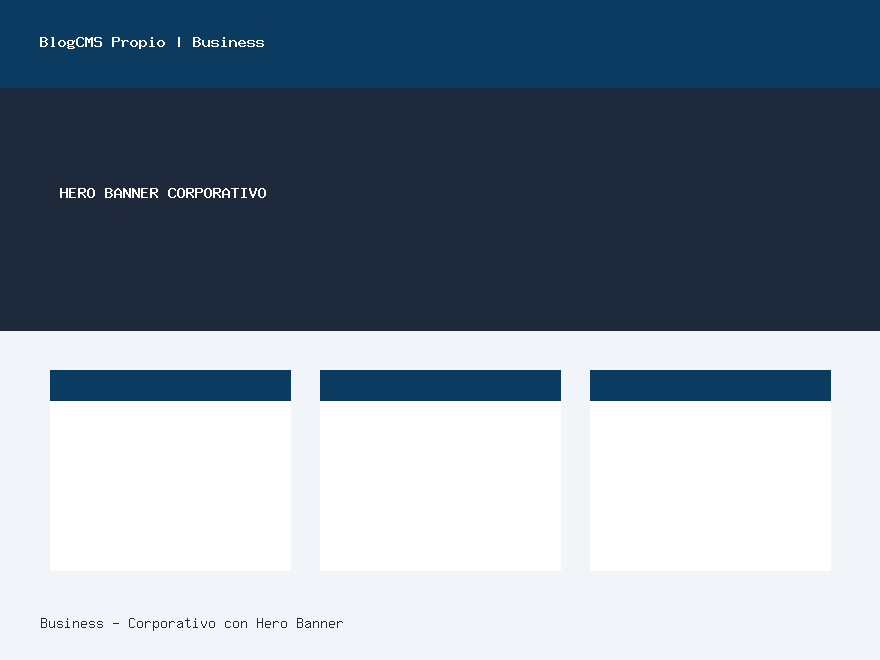 BlogCMS Propio | Business
HERO BANNER CORPORATIVO
Business - Corporativo con Hero Banner